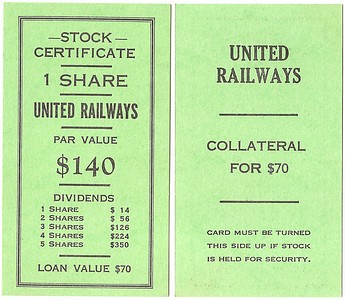 —STOCK—
CERTIFICATE
1 SHARE
UNITED RAILWAYS
PAR VALUE
$140
DIVIDENDS
1 SHARE $ 14
2 SHARES $ 56
3 SHARES $126
4 SHARES $224
5 SHARES $350
LOAN VALUE $70
UNITED
RAILWAYS
COLLATERAL
FOR $70
CARD MUST BE TURNED
THIS SIDE UP IF STOCK
IS HELD FOR SECURITY.